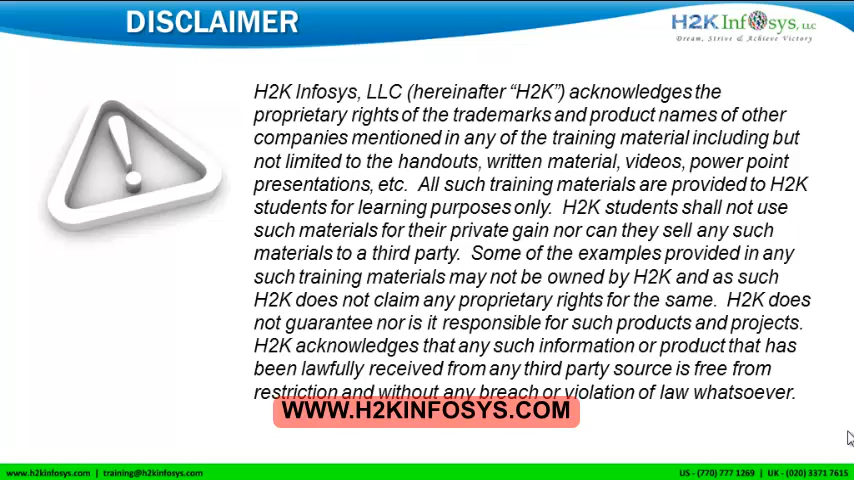 DISCLAIMER
H2K Infosys, LLC
Dream, Strive & Achieve Victory
H2K Infosys, LLC (hereinafter “H2K”) acknowledges the
proprietary rights of the trademarks and product names of other
companies mentioned in any of the training material including but
not limited to the handouts, written material, videos, power point
presentations, etc. All such training materials are provided to H2K
students for learning purposes only. H2K students shall not use
such materials for their private gain nor can they sell any such
materials to a third party. Some of the examples provided in any
such training materials may not be owned by H2K and as such
H2K does not claim any proprietary rights for the same. H2K does
not guarantee nor is it responsible for such products and projects.
H2K acknowledges that any such information or product that has
been lawfully received from any third party source is free from
restriction and without any breach or violation of law whatsoever.
WWW.H2KINFOSYS.COM
www.h2kinfosys.com | training@h2kinfosys.com
US - (770) 777 1269 | UK - (020) 3371 7615